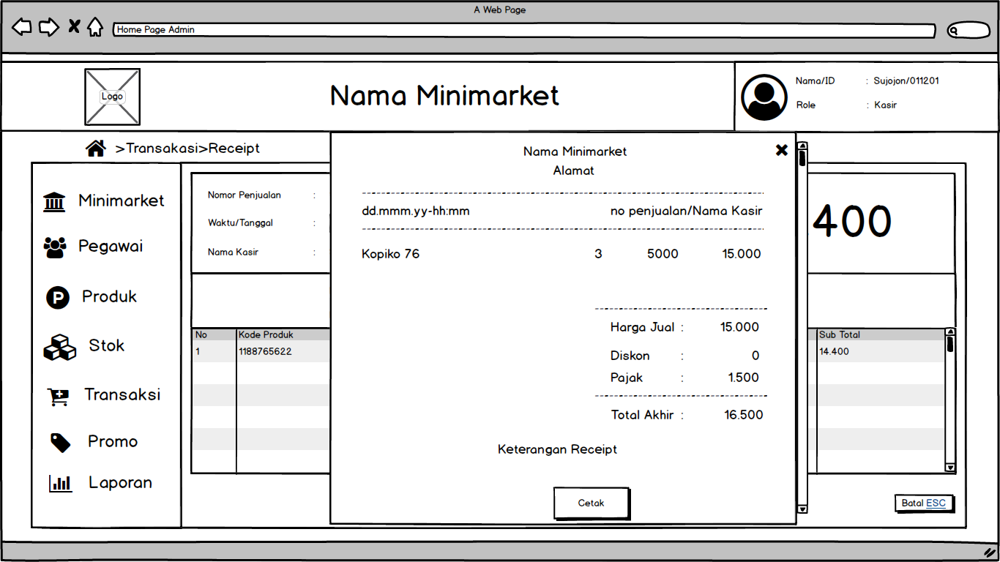 A Web Page
Home Page Admin
Logo
Nama Minimarket
Nama/ID : Sujojon/011201
Role : Kasir
>Transakasi>Receipt
Minimarket
Pegawai
P Produk
Stok
Transaksi
Promo
Laporan
Nomor Penjualan :
Waktu/Tanggal :
Nama Kasir :
.400
No Kode Produk Sub Total
1 1188765622 14.400
Nama Minimarket
Alamat
dd.mmm.yy-hh:mm no penjualan/Nama Kasir
Kopiko 76 3 5000 15.000
Harga Jual : 15.000
Diskon : 0
Pajak : 1.500
Total Akhir : 16.500
Keterangan Receipt
Cetak
Batal ESC